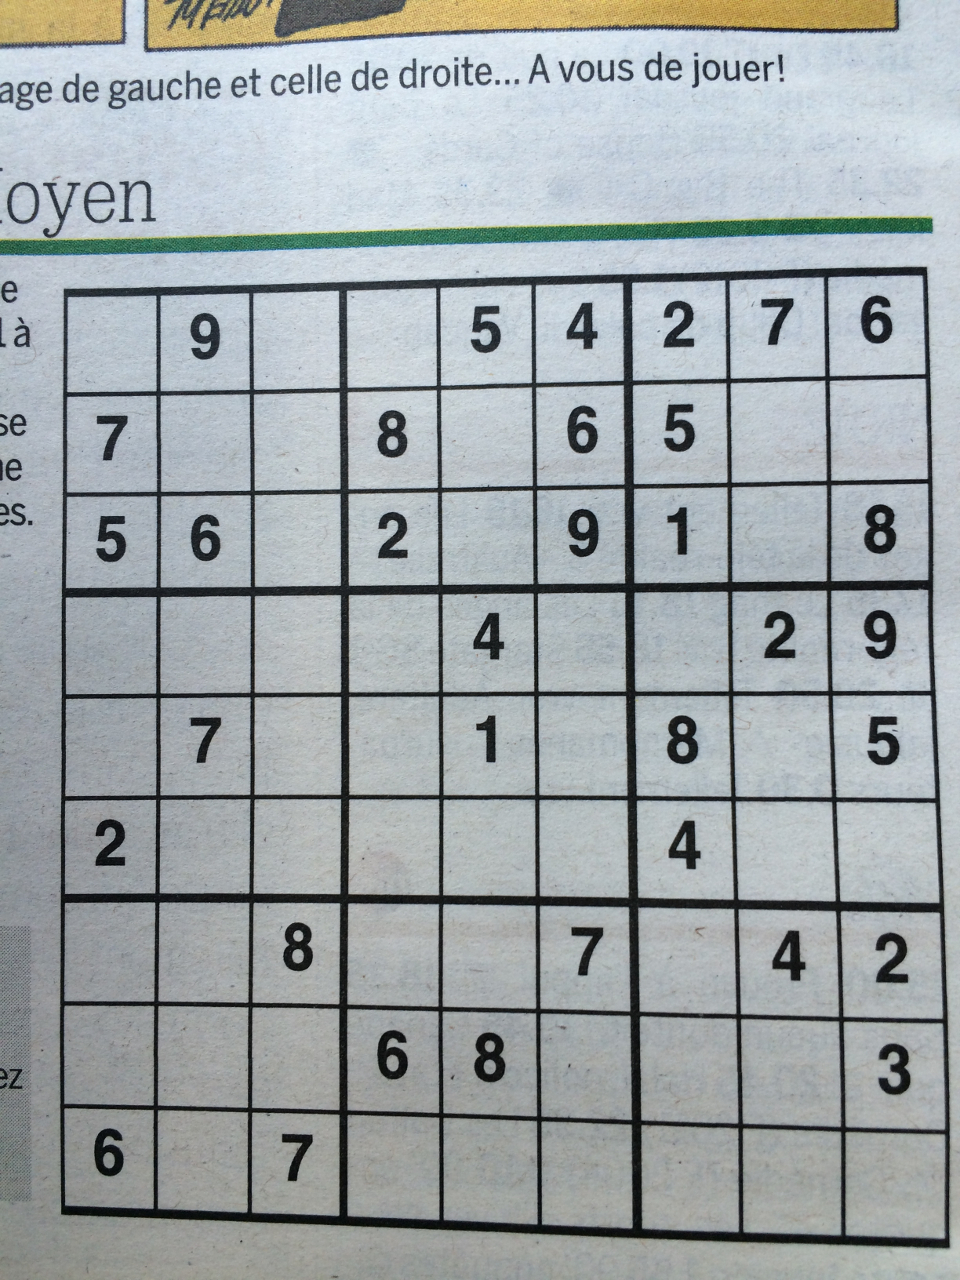 age de gauche et celle de droite... A vous de jouer!
oyen
e
l à
se
ne
es.
ez
9 5 4 2 7 6
7 8 6 5
5 6 2 9 1 8
4 2 9
7 1 8 5
2 4
8 7 4 2
6 8 3
6 7